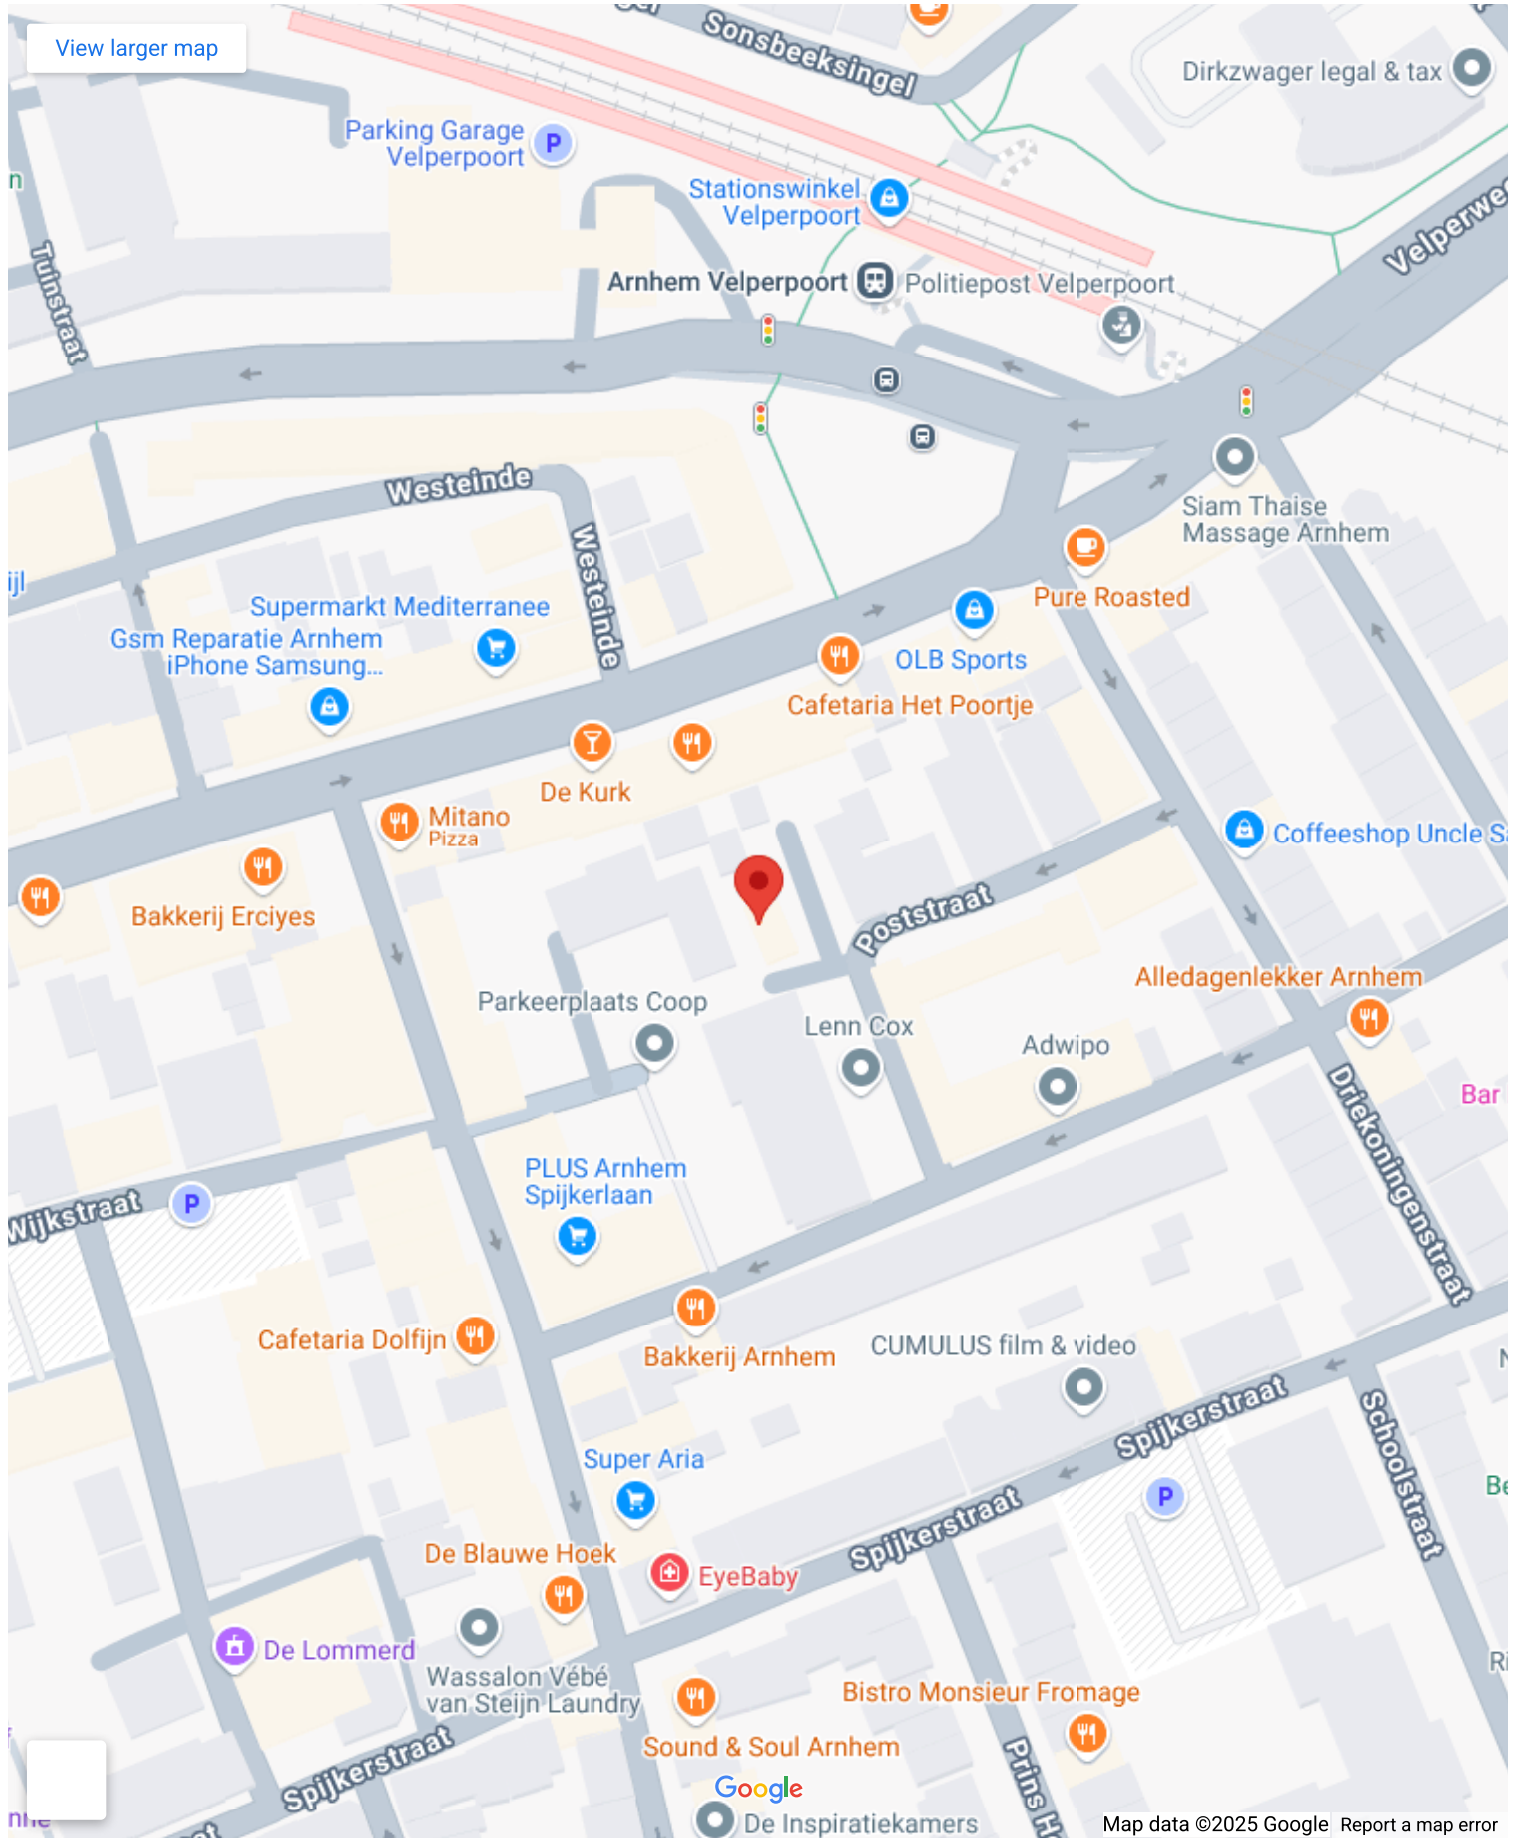 View larger map
Sonsbeeksingel
Dirkzwager legal & tax
Parking Garage
Velperpoort
P
Stationswinkel
Velperpoort
Velperwe
Tuinstraat
Arnhem Velperpoort
Politiepost Velperpoort
Westeinde
Siam Thaise
Massage Arnhem
Westeinde
ijl
Supermarkt Mediterranee
Pure Roasted
Gsm Reparatie Arnhem
iPhone Samsung...
OLB Sports
Cafetaria Het Poortje
De Kurk
Mitano
Pizza
Coffeeshop Uncle Sa
Bakkerij Erciyes
Poststraat
Alledagenlekker Arnhem
Parkeerplaats Coop
Lenn Cox
Adwipo
Bar
Driekoningenstraat
PLUS Arnhem
Spijkerlaan
Wijkstraat
P
Cafetaria Dolfijn
Bakkerij Arnhem
CUMULUS film & video
Spijkerstraat
Schoolstraat
Super Aria
Be
P
Spijkerstraat
De Blauwe Hoek
EyeBaby
De Lommerd
Wassalon Vébé
van Steijn Laundry
Ri
Bistro Monsieur Fromage
Spijkerstraat
Sound & Soul Arnhem
Prins H
Google
De Inspiratiekamers
Map data ©2025 Google
Report a map error